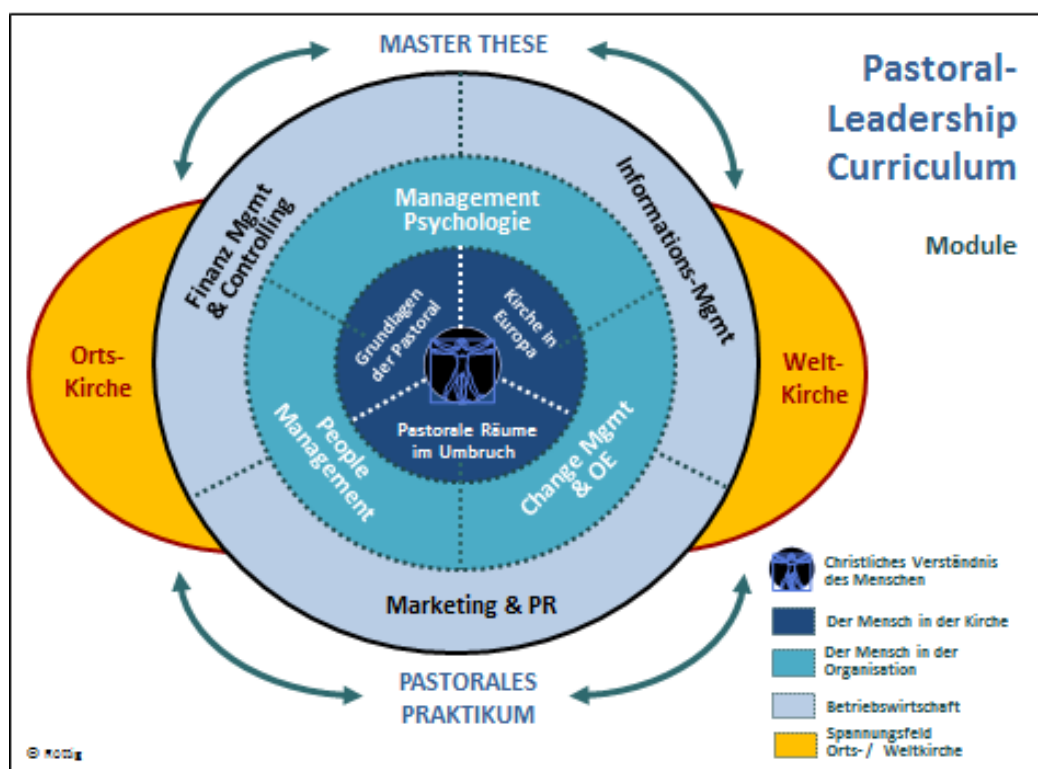 MASTER THESE
Pastoral-
Leadership
Curriculum
Module
Finanz Mgmt
& Controlling
Management
Psychologie
Informations-Mgmt
Grundlagen
der Pastoral
Kirche in
Europa
Orts-
Kirche
Welt-
Kirche
Pastorale Räume
im Umbruch
People
Management
Change Mgmt
& OE
Marketing & PR
PASTORALES
PRAKTIKUM
Christliches Verständnis
des Menschen
Der Mensch in der Kirche
Der Mensch in der
Organisation
Betriebswirtschaft
Spannungsfeld
Orts- / Weltkirche
©